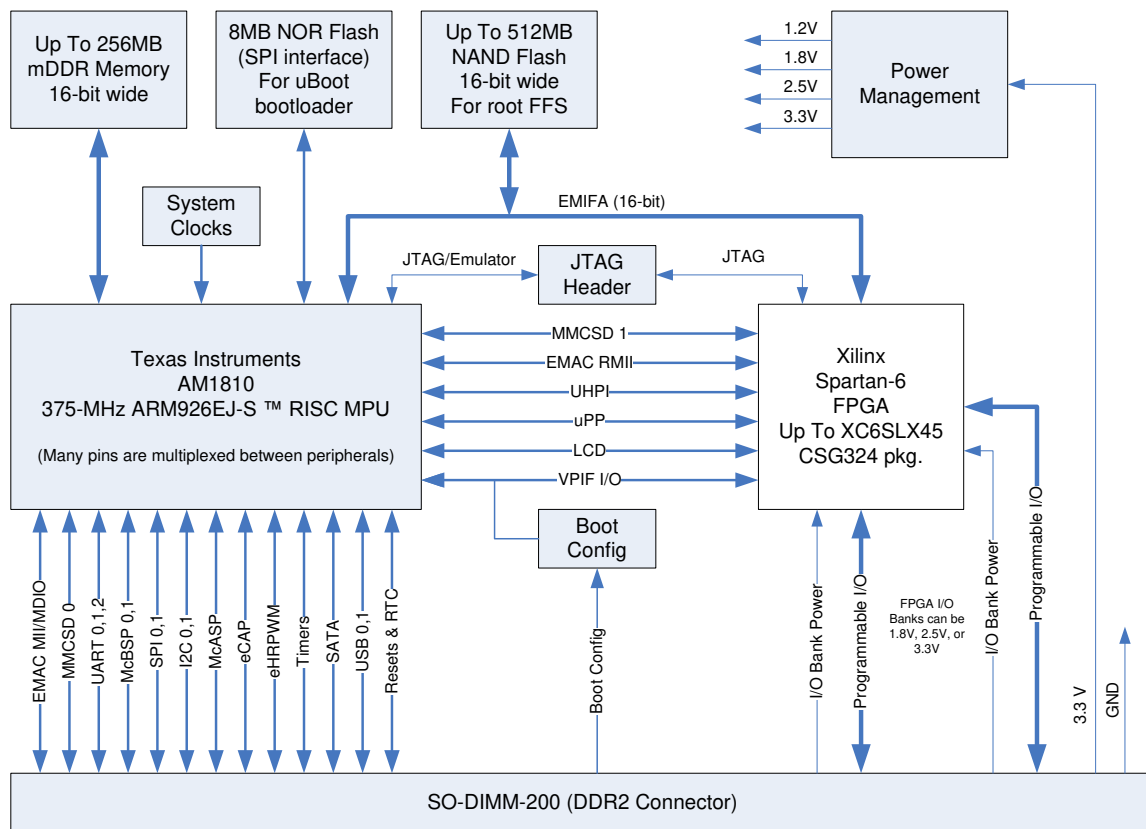 Up To 256MB
mDDR Memory
16-bit wide
8MB NOR Flash
(SPI interface)
For uBoot
bootloader
Up To 512MB
NAND Flash
16-bit wide
For root FFS
1.2V
1.8V
2.5V
3.3V
Power
Management
System
Clocks
EMIFA (16-bit)
JTAG/Emulator
JTAG
Header
JTAG
Texas Instruments
AM1810
375-MHz ARM926EJ-S ™ RISC MPU
(Many pins are multiplexed between peripherals)
MMCSD 1
EMAC RMII
UHPI
uPP
LCD
VPIF I/O
Xilinx
Spartan-6
FPGA
Up To XC6SLX45
CSG324 pkg.
Boot
Config
EMAC MII/MDIO
MMCSD 0
UART 0,1,2
McBSP 0,1
SPI 0,1
I2C 0,1
McASP
eCAP
eHRPWM
Timers
SATA
USB 0,1
Resets & RTC
Boot Config
I/O Bank Power
Programmable I/O
FPGA I/O
Banks can be
1.8V, 2.5V, or
3.3V
I/O Bank Power
Programmable I/O
3.3 V
GND
SO-DIMM-200 (DDR2 Connector)